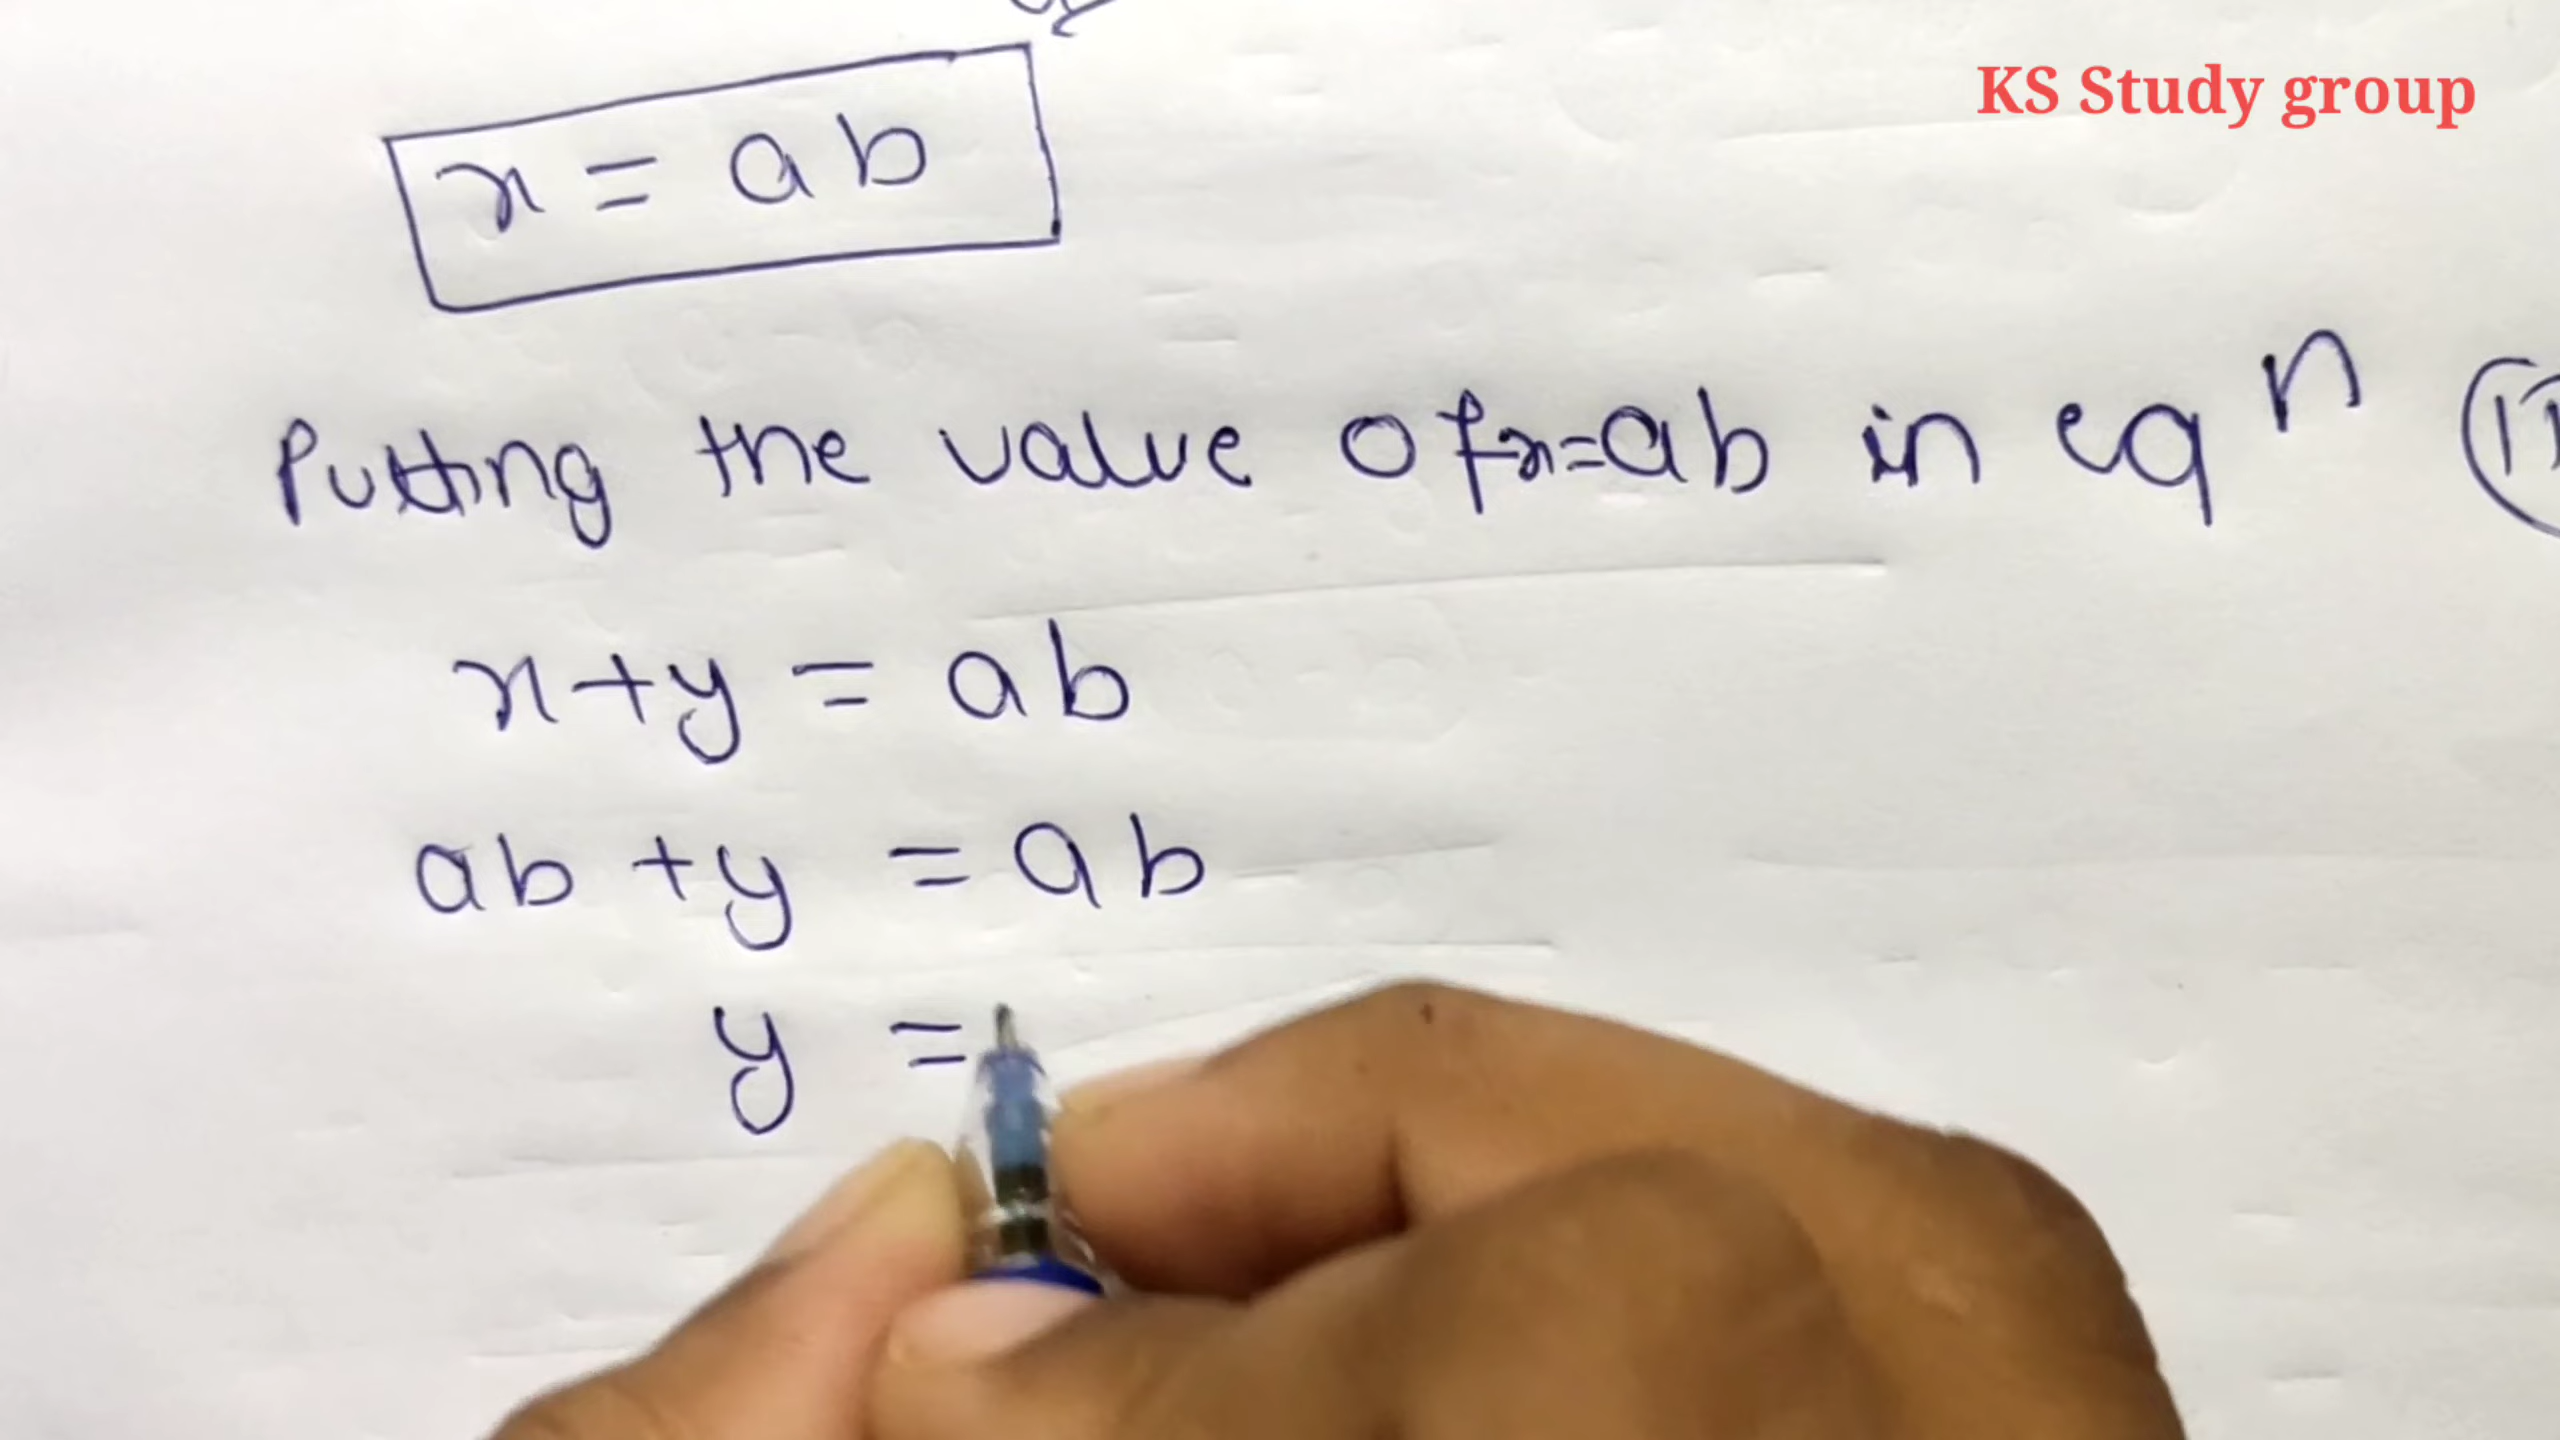 KS Study group
x = ab
Putting the value of x=ab in eqⁿ
x+y = ab
ab +y = ab
y =